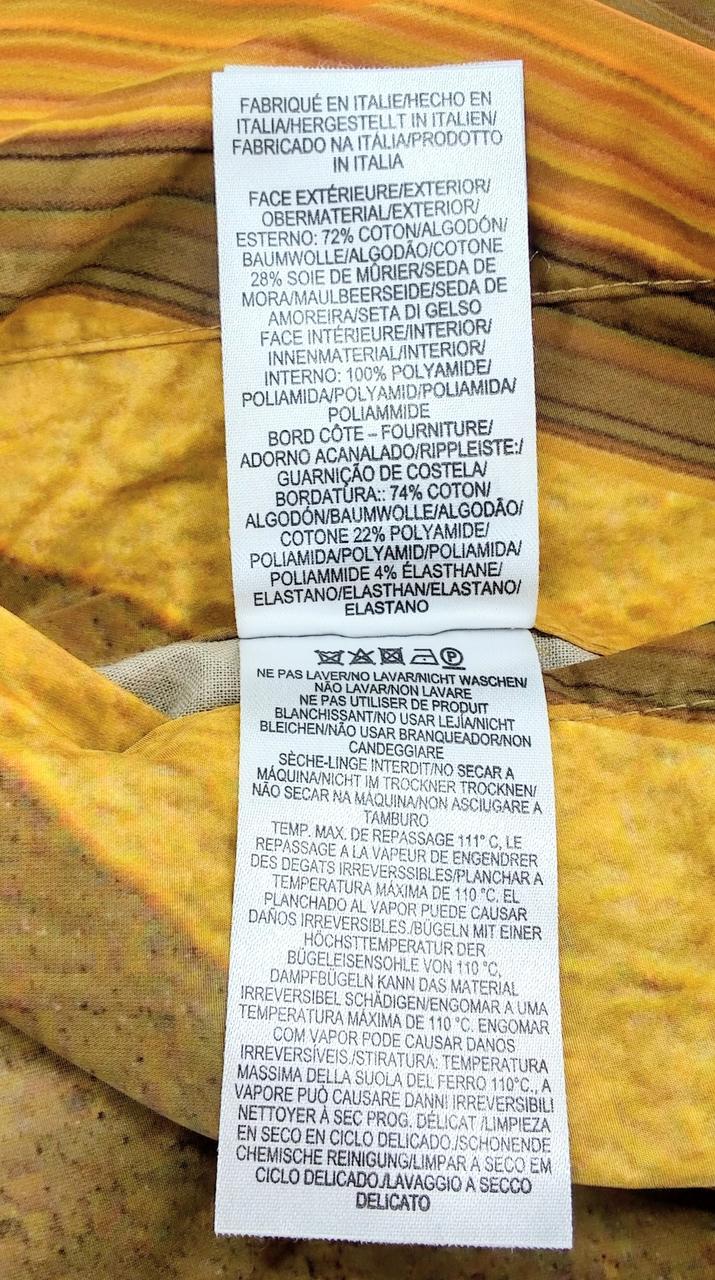 FABRIQUÉ EN ITALIE/HECHO EN
ITALIA/HERGESTELLT IN ITALIEN/
FABRICADO NA ITÁLIA/PRODOTTO
IN ITALIA
FACE EXTÉRIEURE/EXTERIOR/
OBERMATERIAL/EXTERIOR/
ESTERNO: 72% COTON/ALGODÓN/
BAUMWOLLE/ALGODÃO/COTONE
28% SOIE DE MÛRIER/SEDA DE
MORA/MAULBEERSEIDE/SEDA DE
AMOREIRA/SETA DI GELSO
FACE INTÉRIEURE/INTERIOR/
INNENMATERIAL/INTERIOR/
INTERNO: 100% POLYAMIDE/
POLIAMIDA/POLYAMID/POLIAMIDA/
POLIAMMIDE
BORD CÔTE – FOURNITURE/
ADORNO ACANALADO/RIPPLEISTE:/
GUARNIÇÃO DE COSTELA/
BORDATURA:: 74% COTON/
ALGODÓN/BAUMWOLLE/ALGODÃO/
COTONE 22% POLYAMIDE/
POLIAMIDA/POLYAMID/POLIAMIDA/
POLIAMMIDE 4% ÉLASTHANE/
ELASTANO/ELASTHAN/ELASTANO/
ELASTANO
NE PAS LAVER/NO LAVAR/NICHT WASCHEN/
NÃO LAVAR/NON LAVARE
NE PAS UTILISER DE PRODUIT
BLANCHISSANT/NO USAR LEJÍA/NICHT
BLEICHEN/NÃO USAR BRANQUEADOR/NON
CANDEGGIARE
SÈCHE-LINGE INTERDIT/NO SECAR A
MÁQUINA/NICHT IM TROCKNER TROCKNEN/
NÃO SECAR NA MÁQUINA/NON ASCIUGARE A
TAMBURO
TEMP. MAX. DE REPASSAGE 111° C, LE
REPASSAGE A LA VAPEUR DE ENGENDRER
DES DEGATS IRREVERSSIBLES/PLANCHAR A
TEMPERATURA MÁXIMA DE 110 °C. EL
PLANCHADO AL VAPOR PUEDE CAUSAR
DAÑOS IRREVERSIBLES./BÜGELN MIT EINER
HÖCHSTTEMPERATUR DER
BÜGELEISENSOHLE VON 110 °C,
DAMPFBÜGELN KANN DAS MATERIAL
IRREVERSIBEL SCHÄDIGEN/ENGOMAR A UMA
TEMPERATURA MÁXIMA DE 110 °C. ENGOMAR
COM VAPOR PODE CAUSAR DANOS
IRREVERSÍVEIS./STIRATURA: TEMPERATURA
MASSIMA DELLA SUOLA DEL FERRO 110°C., A
VAPORE PUÒ CAUSARE DANNI IRREVERSIBILI
NETTOYER À SEC PROG. DÉLICAT /LIMPIEZA
EN SECO EN CICLO DELICADO./SCHONENDE
CHEMISCHE REINIGUNG/LIMPAR A SECO EM
CICLO DELICADO./LAVAGGIO A SECCO
DELICATO